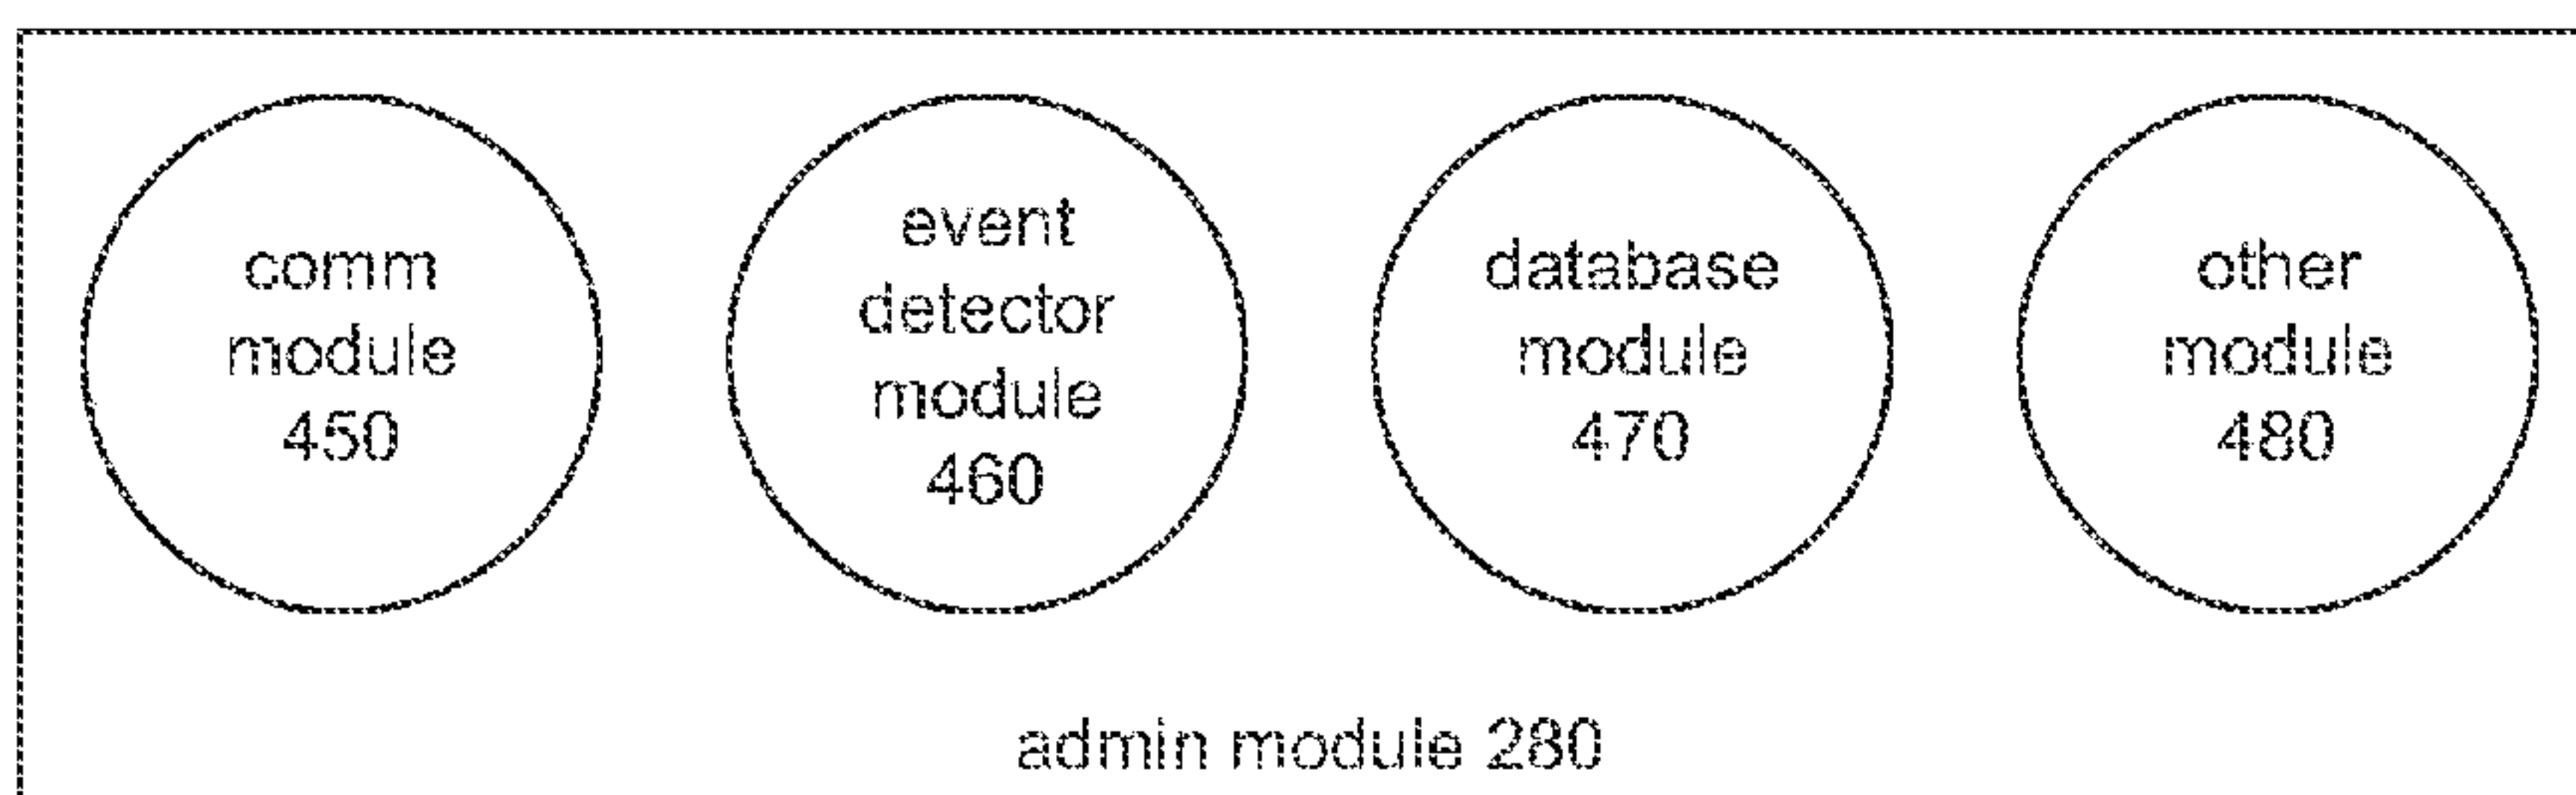 comm
module
450
event
detector
module
460
database
module
470
other
module
480
admin module 280